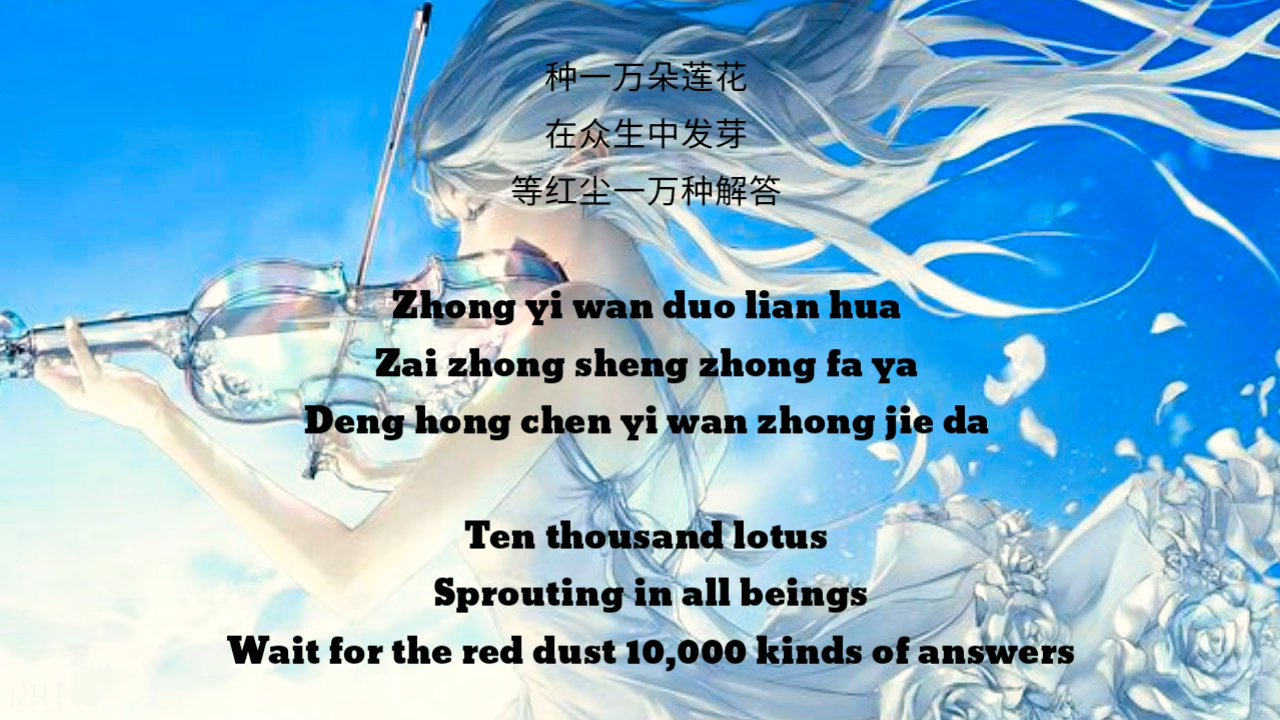 种一万朵莲花
在众生中发芽
等红尘一万种解答
Zhong yi wan duo lian hua
Zai zhong sheng zhong fa ya
Deng hong chen yi wan zhong jie da
Ten thousand lotus
Sprouting in all beings
Wait for the red dust 10,000 kinds of answers